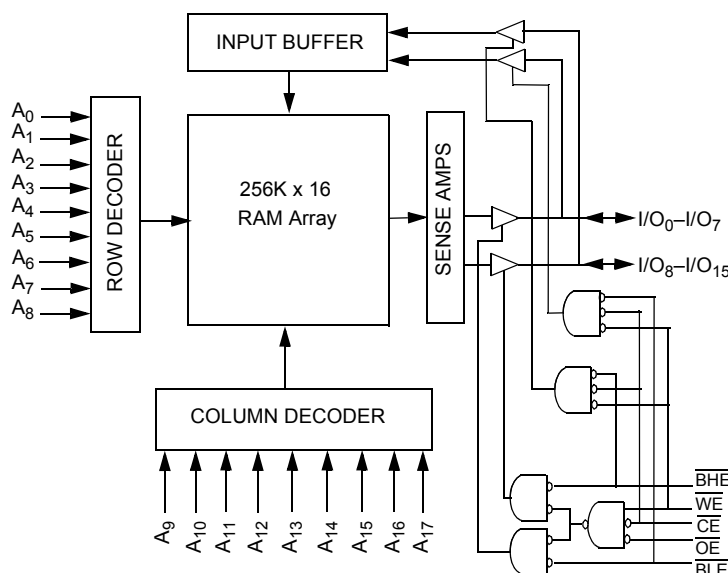 INPUT BUFFER
A0
A1
A2
A3
A4
A5
A6
A7
A8
ROW DECODER
256K x 16
RAM Array
SENSE AMPS
I/O0–I/O7
I/O8–I/O15
COLUMN DECODER
A9
A10
A11
A12
A13
A14
A15
A16
A17
BHE
WE
CE
OE
BLE